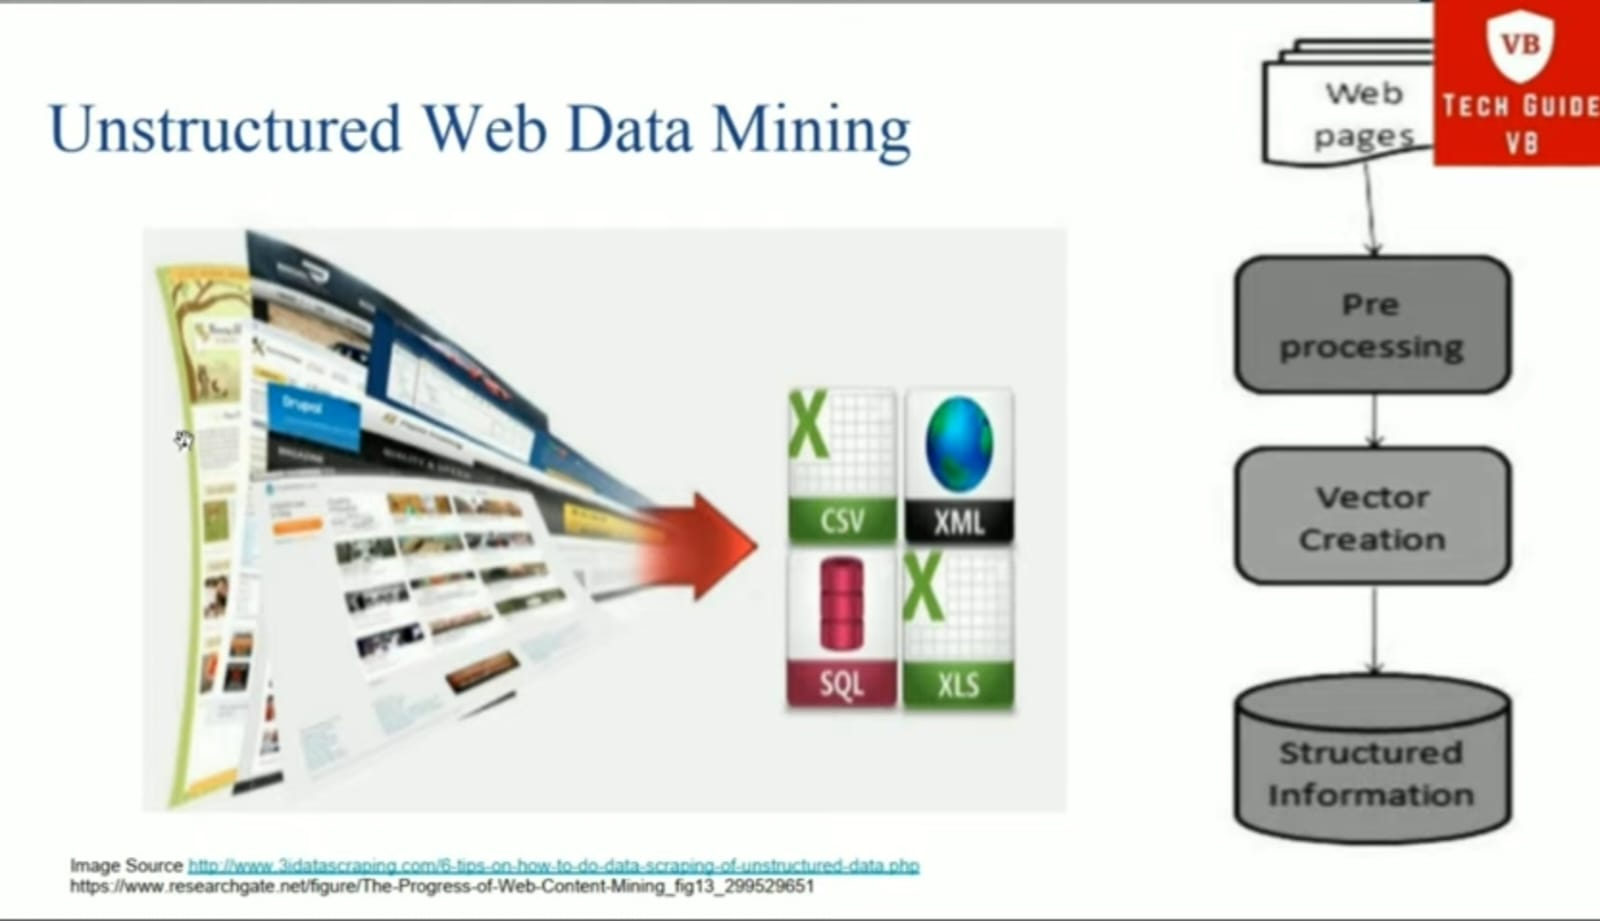 Unstructured Web Data Mining
Web
pages
VB
TECH GUIDE
VB
Pre
processing
Vector
Creation
Structured
Information
Drupal
CSV
XML
SQL
XLS
Image Source http://www.3idatascraping.com/6-tips-on-how-to-do-data-scraping-of-unstructured-data.php
https://www.researchgate.net/figure/The-Progress-of-Web-Content-Mining_fig13_299529651